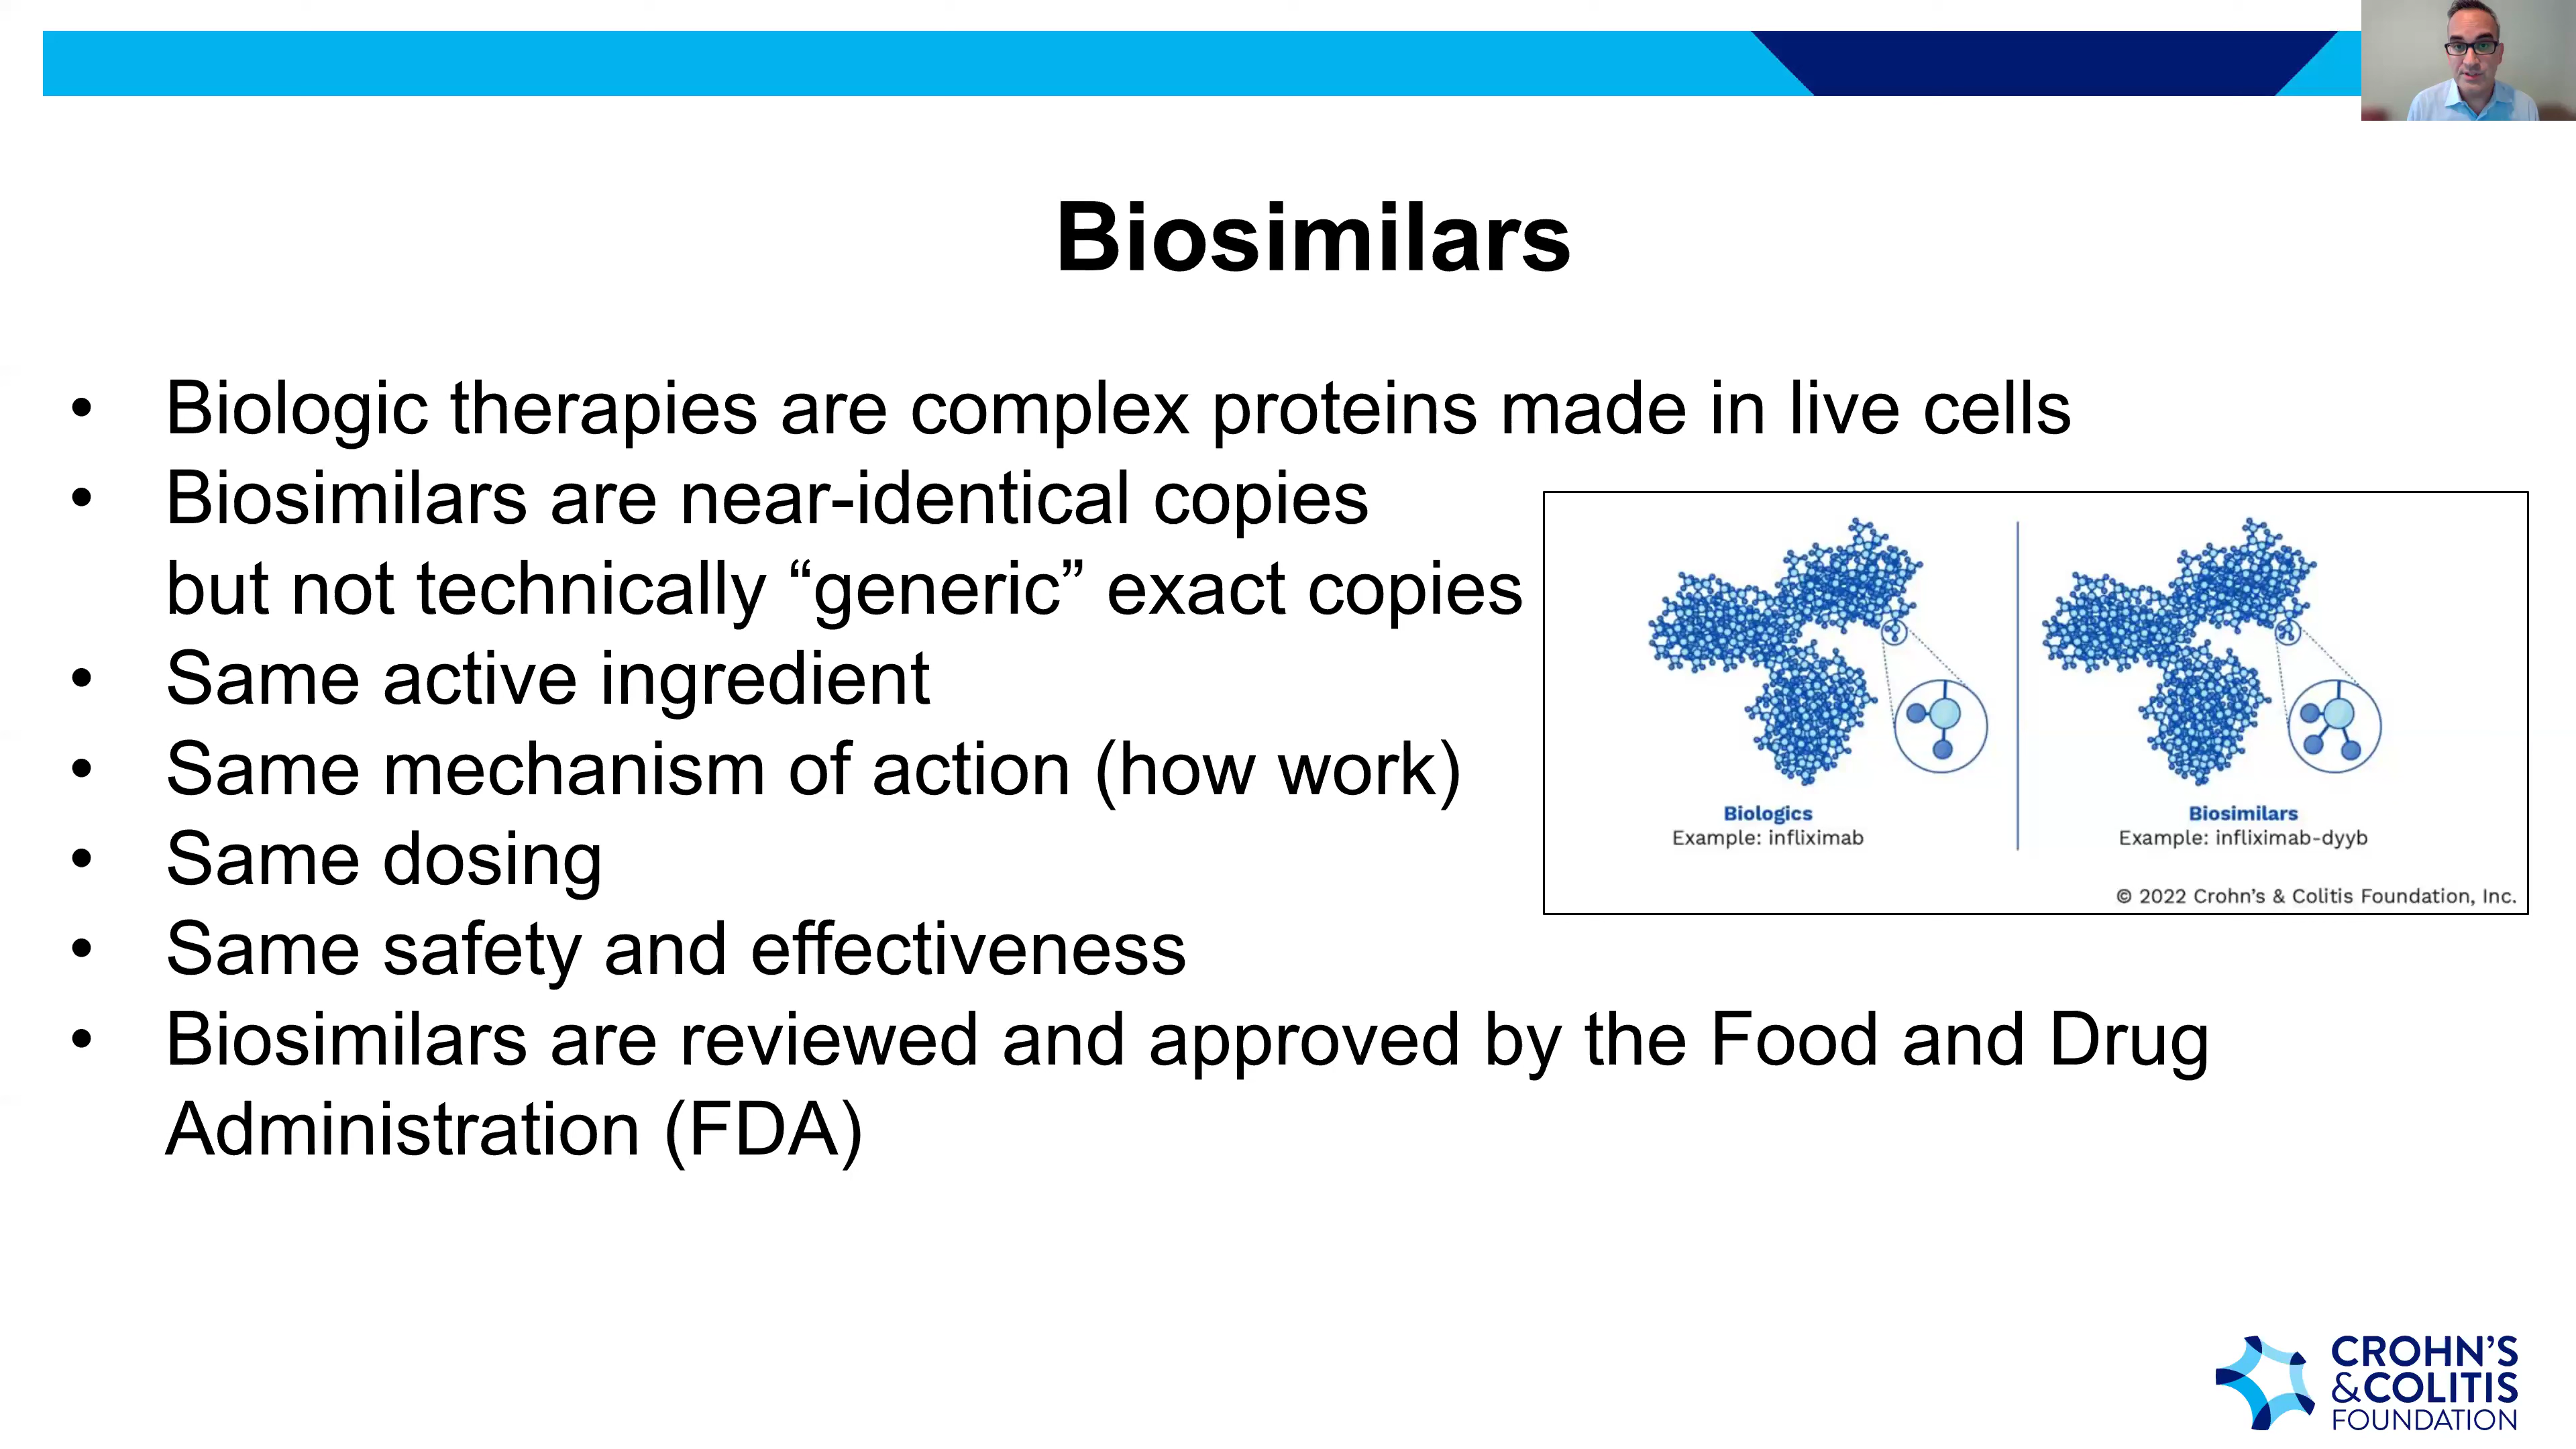 Biosimilars
• Biologic therapies are complex proteins made in live cells
• Biosimilars are near-identical copies
but not technically “generic” exact copies
• Same active ingredient
• Same mechanism of action (how work)
• Same dosing
• Same safety and effectiveness
• Biosimilars are reviewed and approved by the Food and Drug
Administration (FDA)
Biologics
Example: infliximab
Biosimilars
Example: infliximab-dyyb
© 2022 Crohn’s & Colitis Foundation, Inc.
CROHN’S
&COLITIS
FOUNDATION